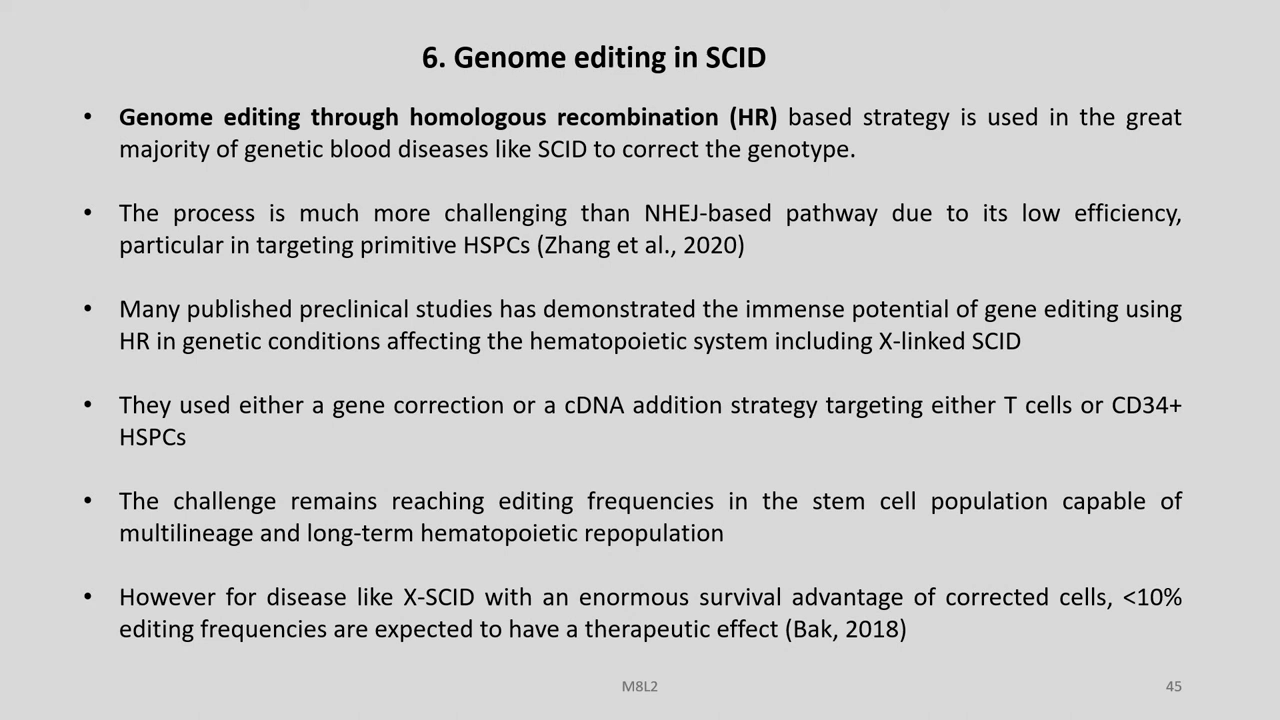 6. Genome editing in SCID
• Genome editing through homologous recombination (HR) based strategy is used in the great
majority of genetic blood diseases like SCID to correct the genotype.
• The process is much more challenging than NHEJ-based pathway due to its low efficiency,
particular in targeting primitive HSPCs (Zhang et al., 2020)
• Many published preclinical studies has demonstrated the immense potential of gene editing using
HR in genetic conditions affecting the hematopoietic system including X-linked SCID
• They used either a gene correction or a cDNA addition strategy targeting either T cells or CD34+
HSPCs
• The challenge remains reaching editing frequencies in the stem cell population capable of
multilineage and long-term hematopoietic repopulation
• However for disease like X-SCID with an enormous survival advantage of corrected cells, <10%
editing frequencies are expected to have a therapeutic effect (Bak, 2018)
M8L2
45